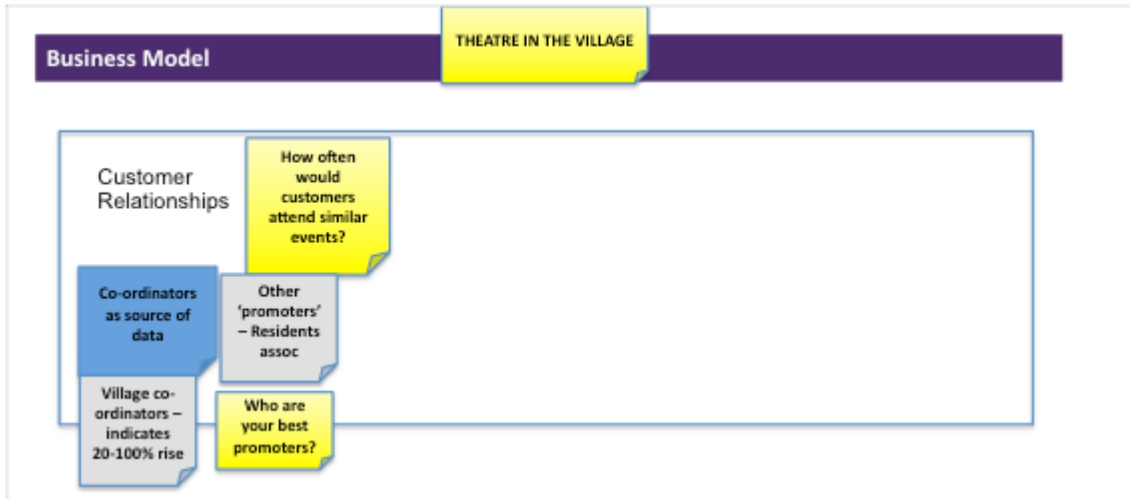 THEATRE IN THE VILLAGE
Business Model
Customer
Relationships
How often
would
customers
attend similar
events?
Co-ordinators
as source of
data
Other
‘promoters’
– Residents
assoc
Village co-
ordinators –
indicates
20-100% rise
Who are
your best
promoters?